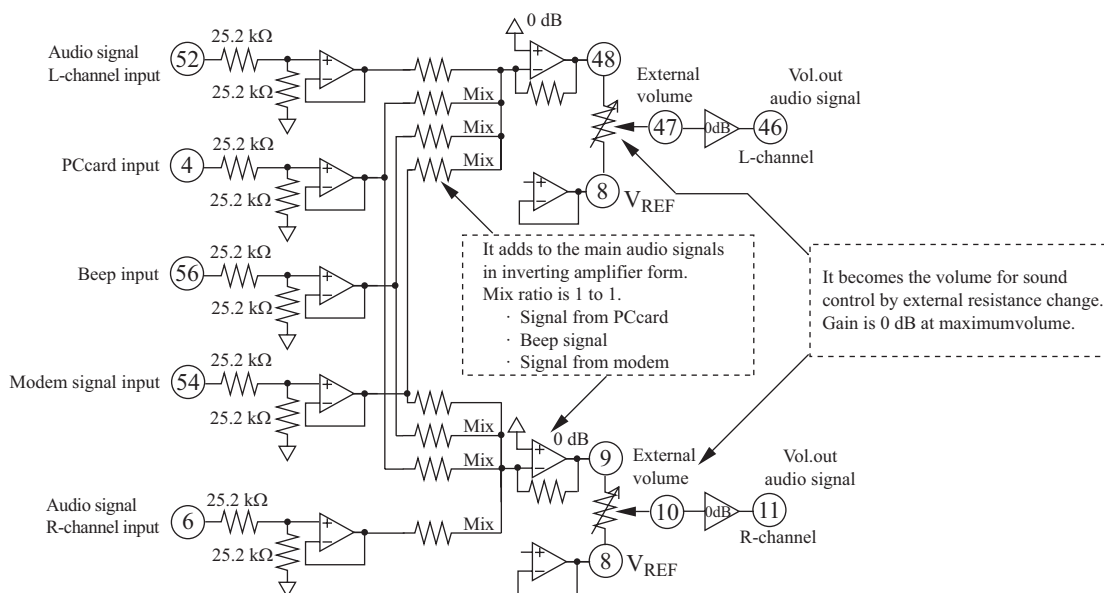 Audio signal
L-channel input
52
25.2 kΩ
25.2 kΩ
Mix
Mix
Mix
0 dB
48
External
volume
47
Vol.out
audio signal
0dB
46
L-channel
8
VREF
PCcard input
4
25.2 kΩ
25.2 kΩ
Beep input
56
25.2 kΩ
25.2 kΩ
It adds to the main audio signals
in inverting amplifier form.
Mix ratio is 1 to 1.
· Signal from PCcard
· Beep signal
· Signal from modem
It becomes the volume for sound
control by external resistance change.
Gain is 0 dB at maximumvolume.
Modem signal input
54
25.2 kΩ
25.2 kΩ
Mix
Mix
Mix
0 dB
9
External
volume
10
Vol.out
audio signal
0dB
11
R-channel
8
VREF
Audio signal
R-channel input
6
25.2 kΩ
25.2 kΩ